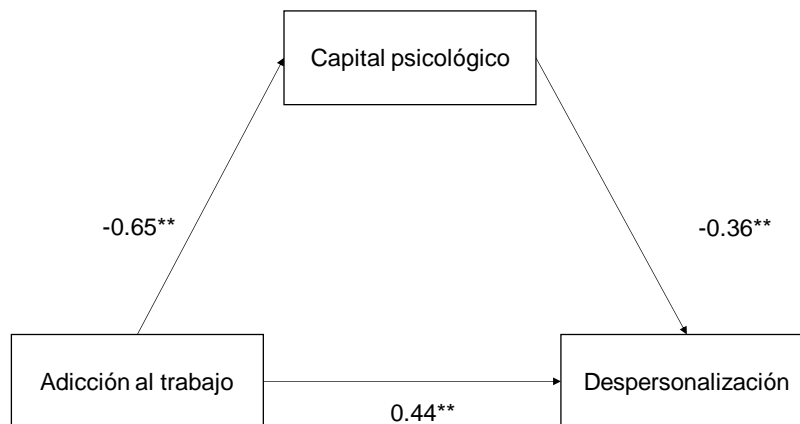 Capital psicológico
-0.65**
-0.36**
Adicción al trabajo
Despersonalización
0.44**